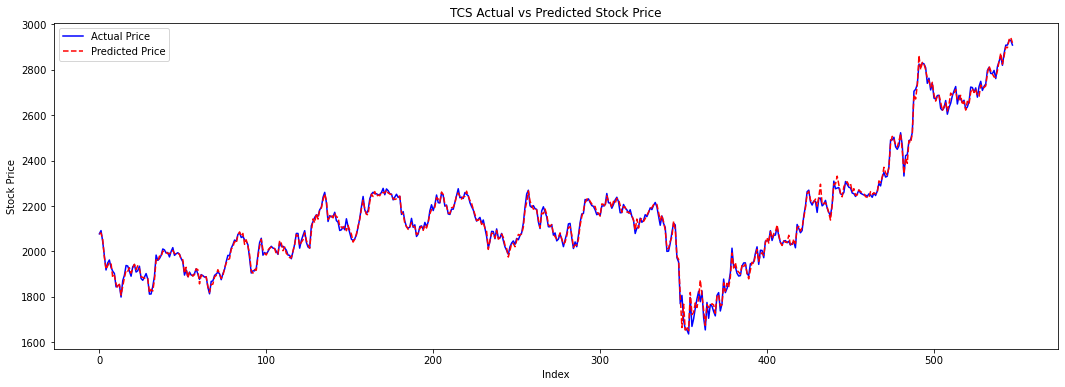 TCS Actual vs Predicted Stock Price
Actual Price
Predicted Price
Stock Price
3000
2800
2600
2400
2200
2000
1800
1600
0 100 200 300 400 500
Index